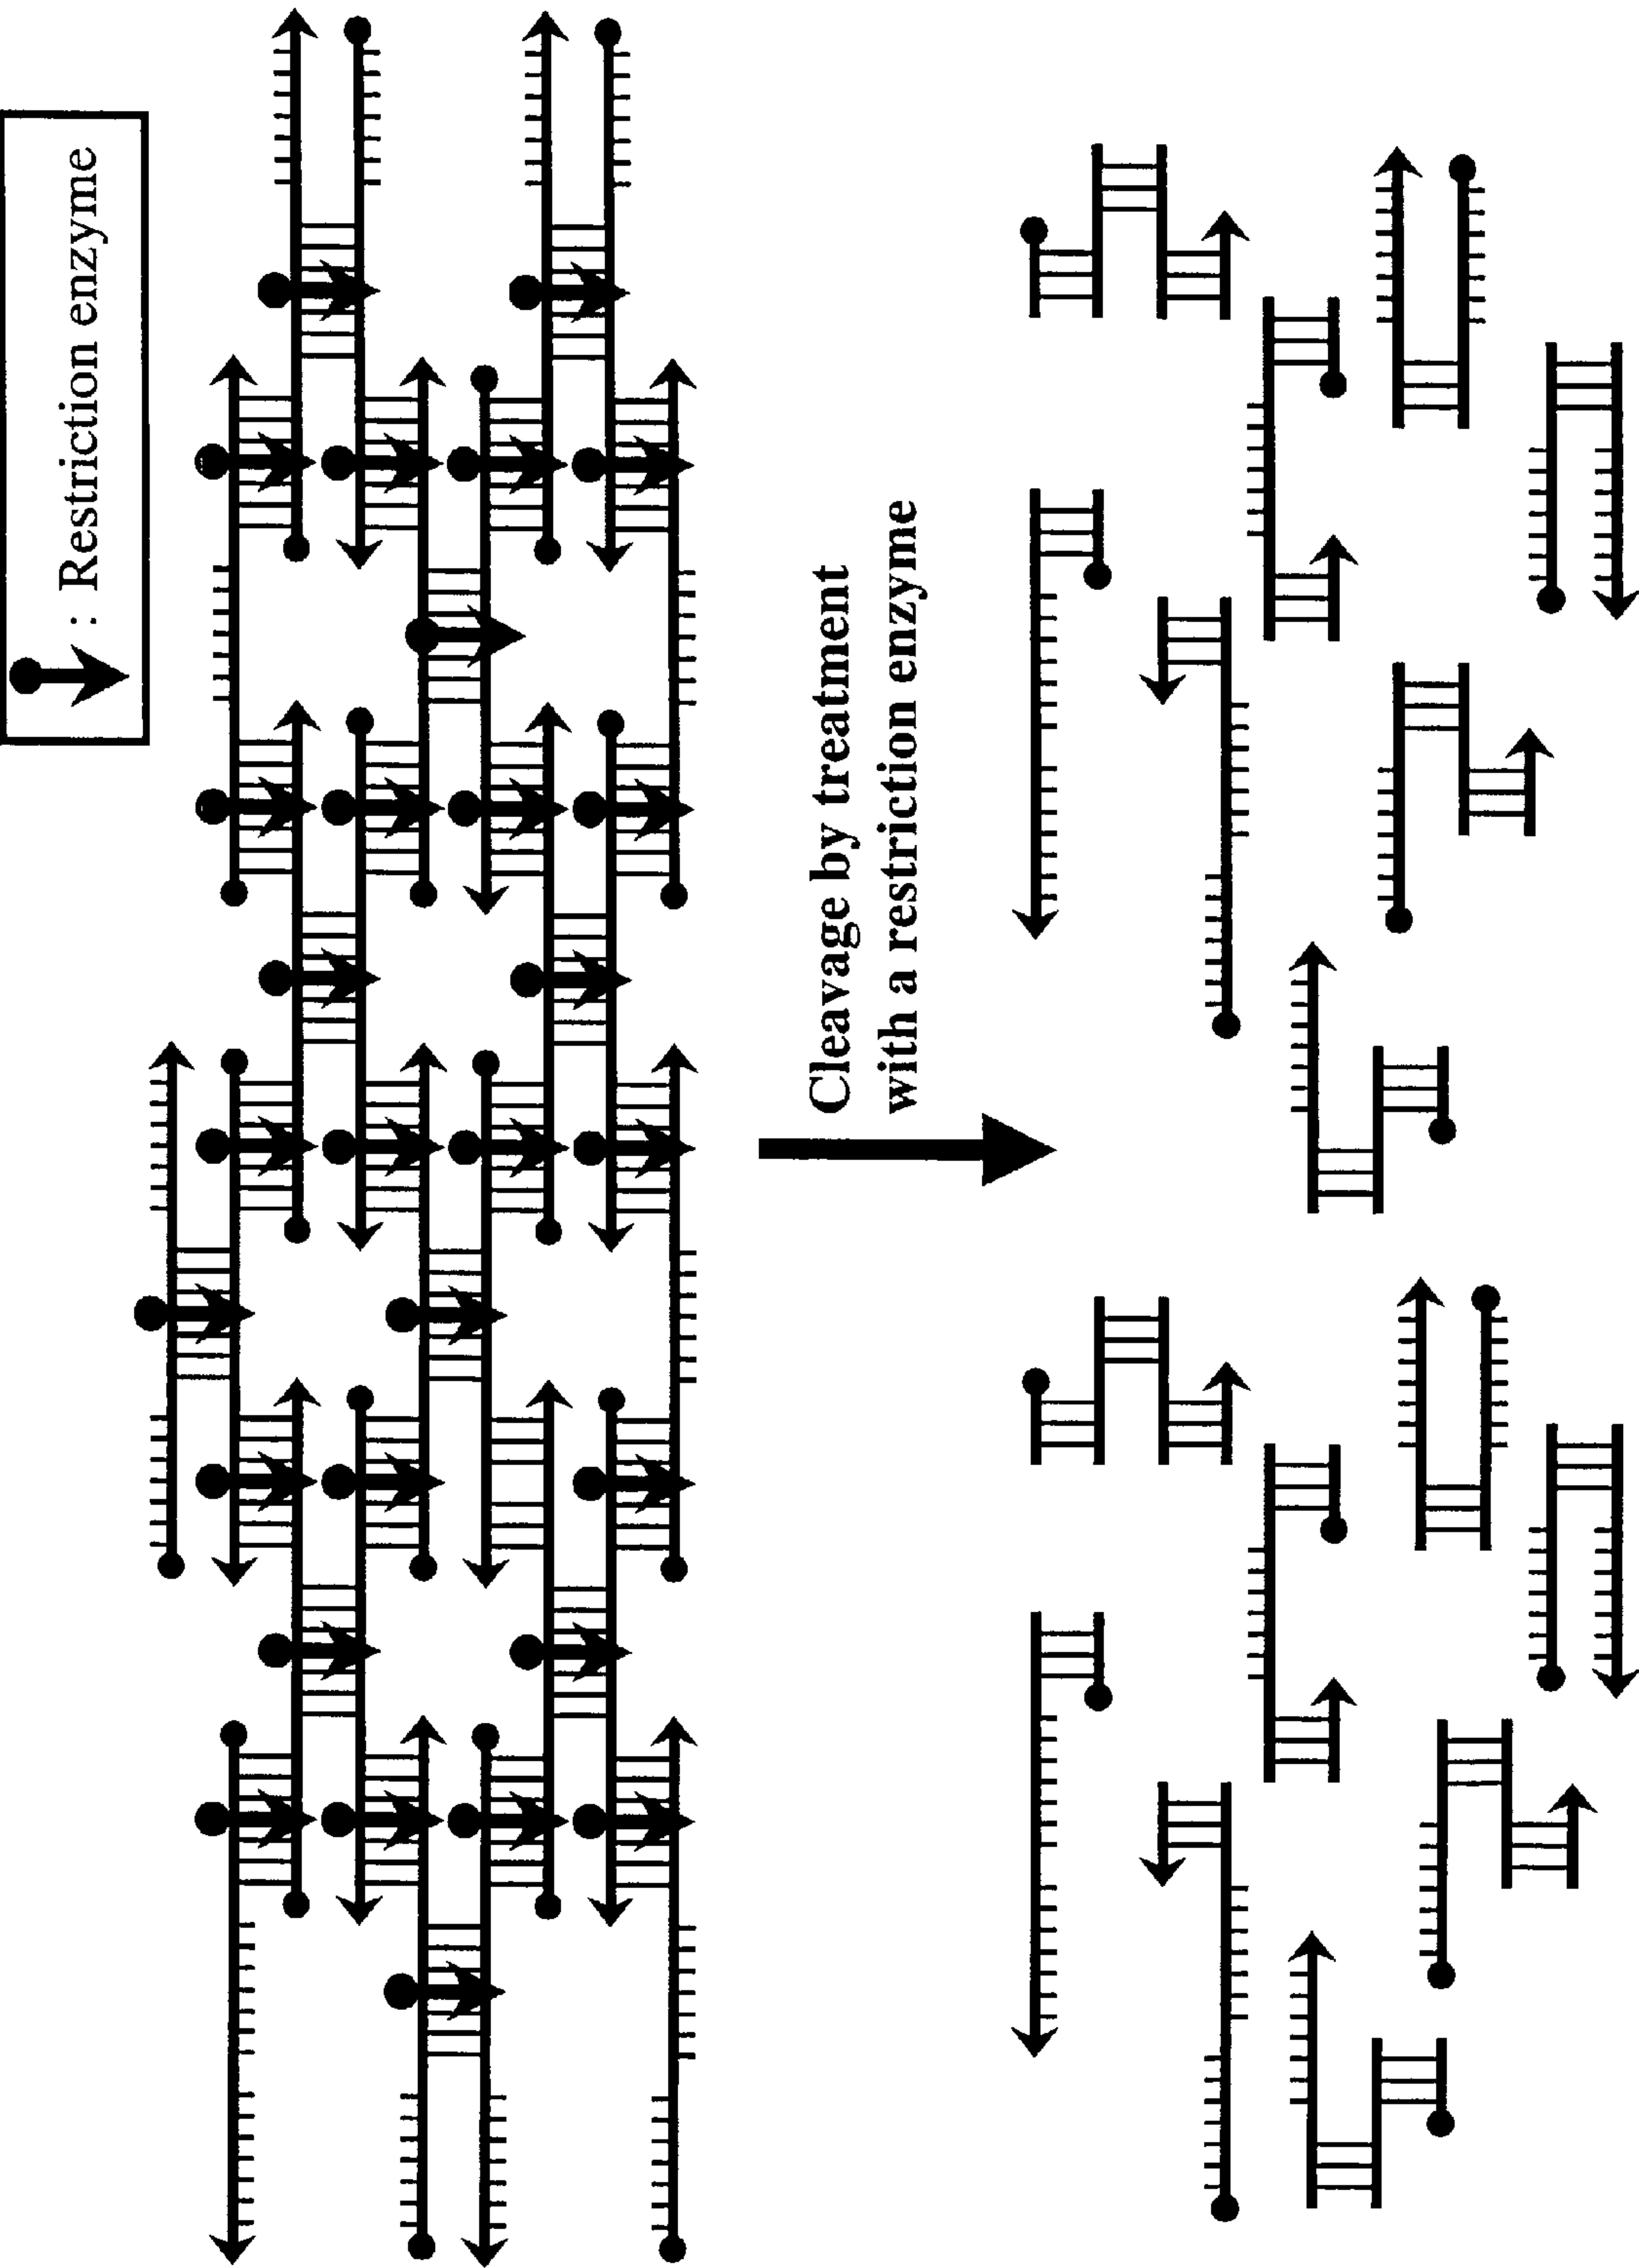 : Restriction enzyme
Cleavage by treatment
with a restriction enzyme